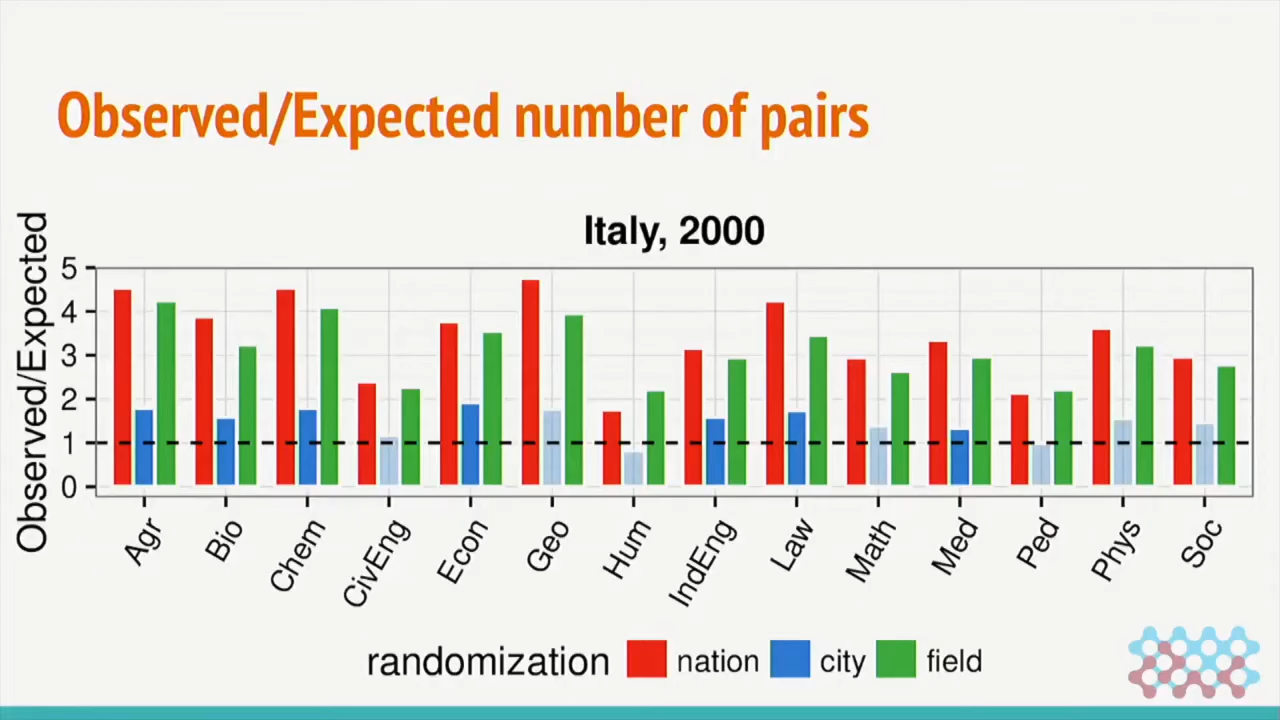 Observed/Expected number of pairs
Italy, 2000
Observed/Expected
5
4
3
2
1
0
Agr
Bio
Chem
CivEng
Econ
Geo
Hum
IndEng
Law
Math
Med
Ped
Phys
Soc
randomization nation city field